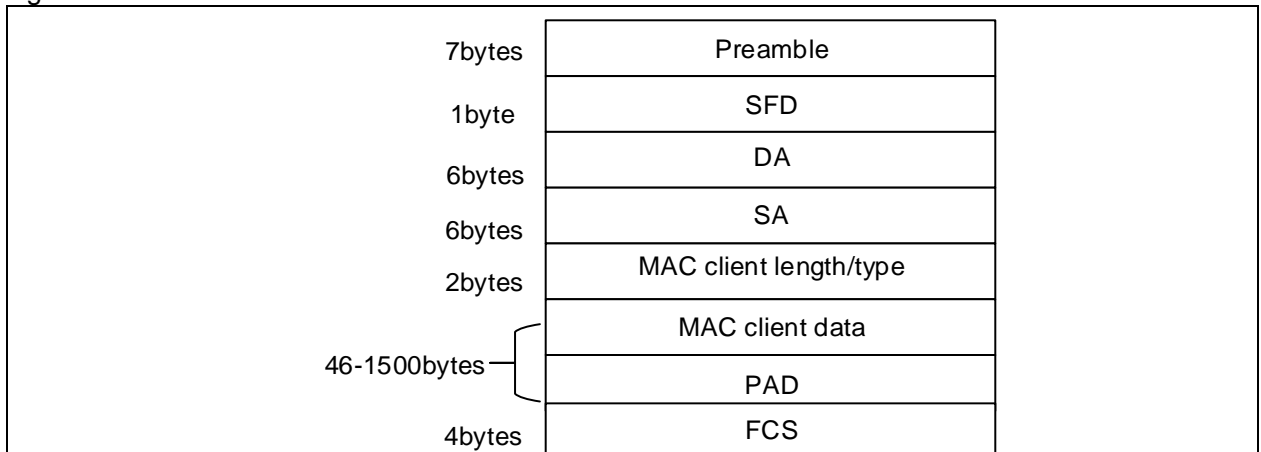 7bytes Preamble
1byte SFD
6bytes DA
6bytes SA
2bytes MAC client length/type
MAC client data
46-1500bytes
PAD
4bytes FCS